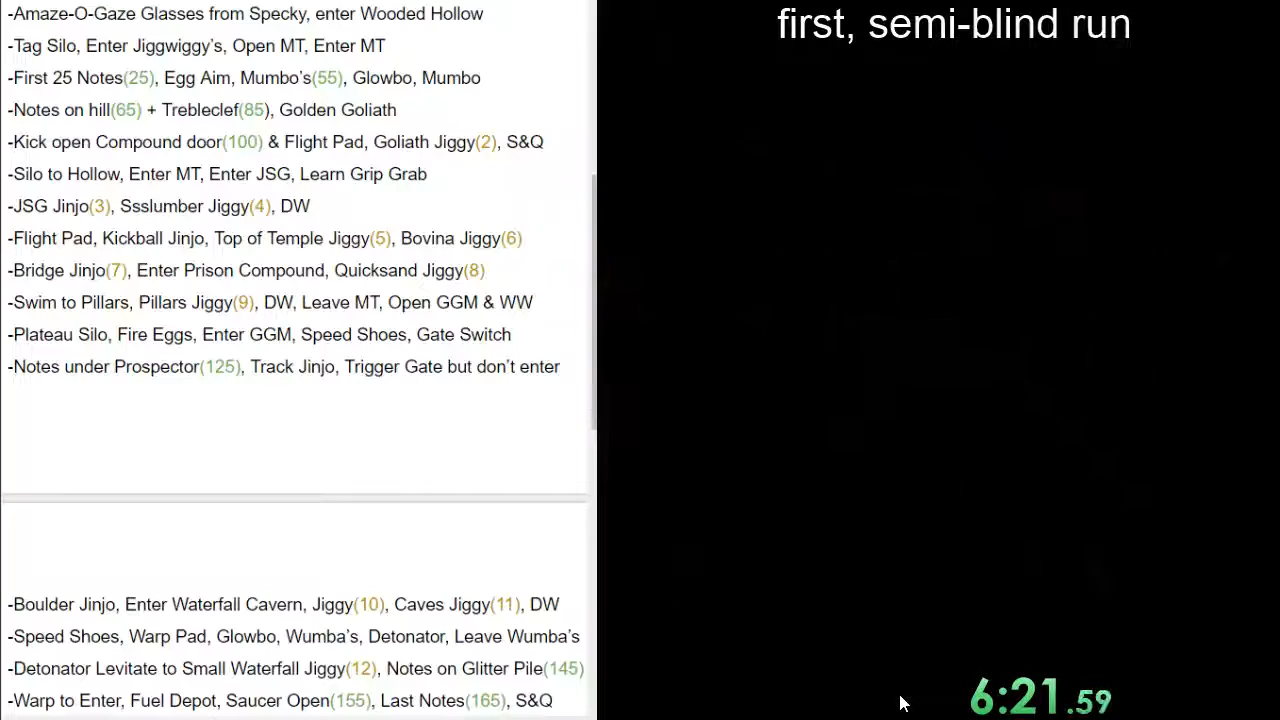 -Amaze-O-Gaze Glasses from Specky, enter Wooded Hollow
-Tag Silo, Enter Jiggwiggy's, Open MT, Enter MT
-First 25 Notes(25), Egg Aim, Mumbo's(55), Glowbo, Mumbo
-Notes on hill(65) + Trebleclef(85), Golden Goliath
-Kick open Compound door(100) & Flight Pad, Goliath Jiggy(2), S&Q
-Silo to Hollow, Enter MT, Enter JSG, Learn Grip Grab
-JSG Jinjo(3), Ssslumber Jiggy(4), DW
-Flight Pad, Kickball Jinjo, Top of Temple Jiggy(5), Bovina Jiggy(6)
-Bridge Jinjo(7), Enter Prison Compound, Quicksand Jiggy(8)
-Swim to Pillars, Pillars Jiggy(9), DW, Leave MT, Open GGM & WW
-Plateau Silo, Fire Eggs, Enter GGM, Speed Shoes, Gate Switch
-Notes under Prospector(125), Track Jinjo, Trigger Gate but don't enter
-Boulder Jinjo, Enter Waterfall Cavern, Jiggy(10), Caves Jiggy(11), DW
-Speed Shoes, Warp Pad, Glowbo, Wumba's, Detonator, Leave Wumba's
-Detonator Levitate to Small Waterfall Jiggy(12), Notes on Glitter Pile(145)
-Warp to Enter, Fuel Depot, Saucer Open(155), Last Notes(165), S&Q
first, semi-blind run
6:21.59